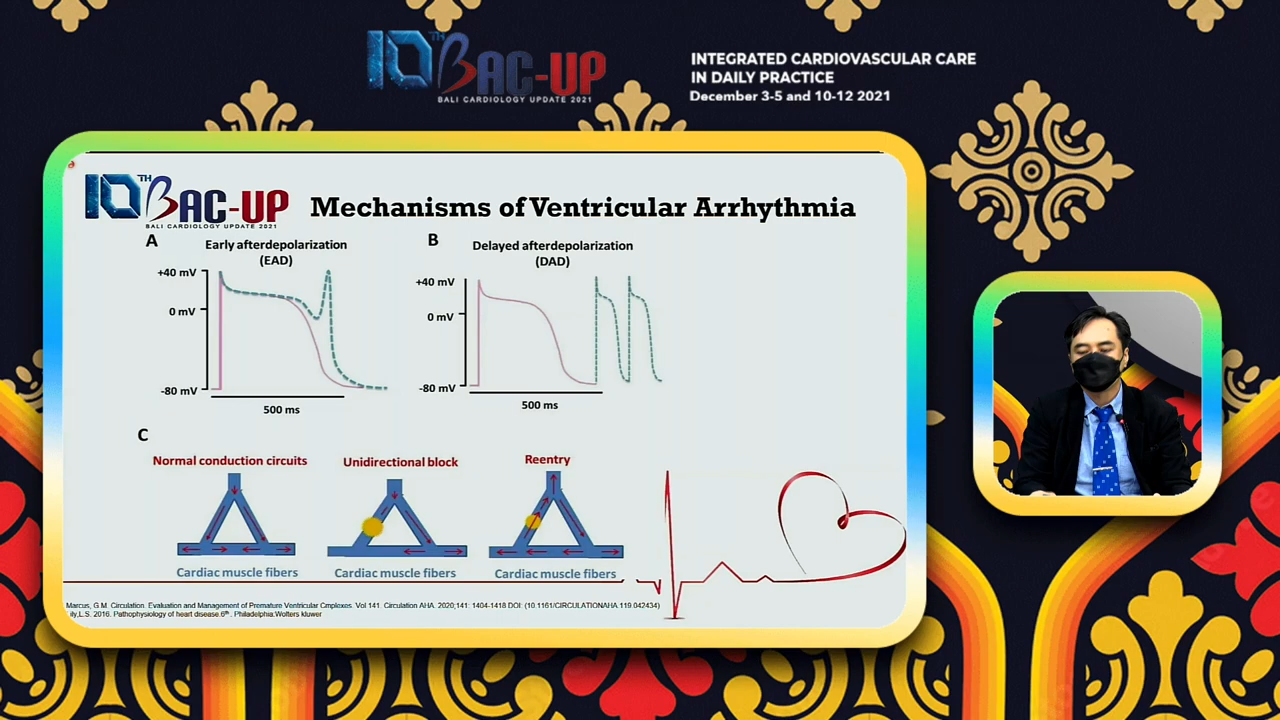 10TH BAC-UP
BALI CARDIOLOGY UPDATE 2021
INTEGRATED CARDIOVASCULAR CARE
IN DAILY PRACTICE
December 3-5 and 10-12 2021
10TH BAC-UP
BALI CARDIOLOGY UPDATE 2021
Mechanisms of Ventricular Arrhythmia
A
Early afterdepolarization
(EAD)
+40 mV
0 mV
-80 mV
500 ms
B
Delayed afterdepolarization
(DAD)
+40 mV
0 mV
-80 mV
500 ms
C
Normal conduction circuits
Unidirectional block
Reentry
Cardiac muscle fibers
Cardiac muscle fibers
Cardiac muscle fibers
Marcus, G.M. Circulation. Evaluation and Management of Premature Ventricular Cmplexes. Vol 141. Circulation AHA. 2020;141: 1404-1418 DOI: (10.1161/CIRCULATIONAHA.119.042434)
ily,L.S. 2016. Pathophysiology of heart disease.6th. Philadelphia:Wolters kluwer